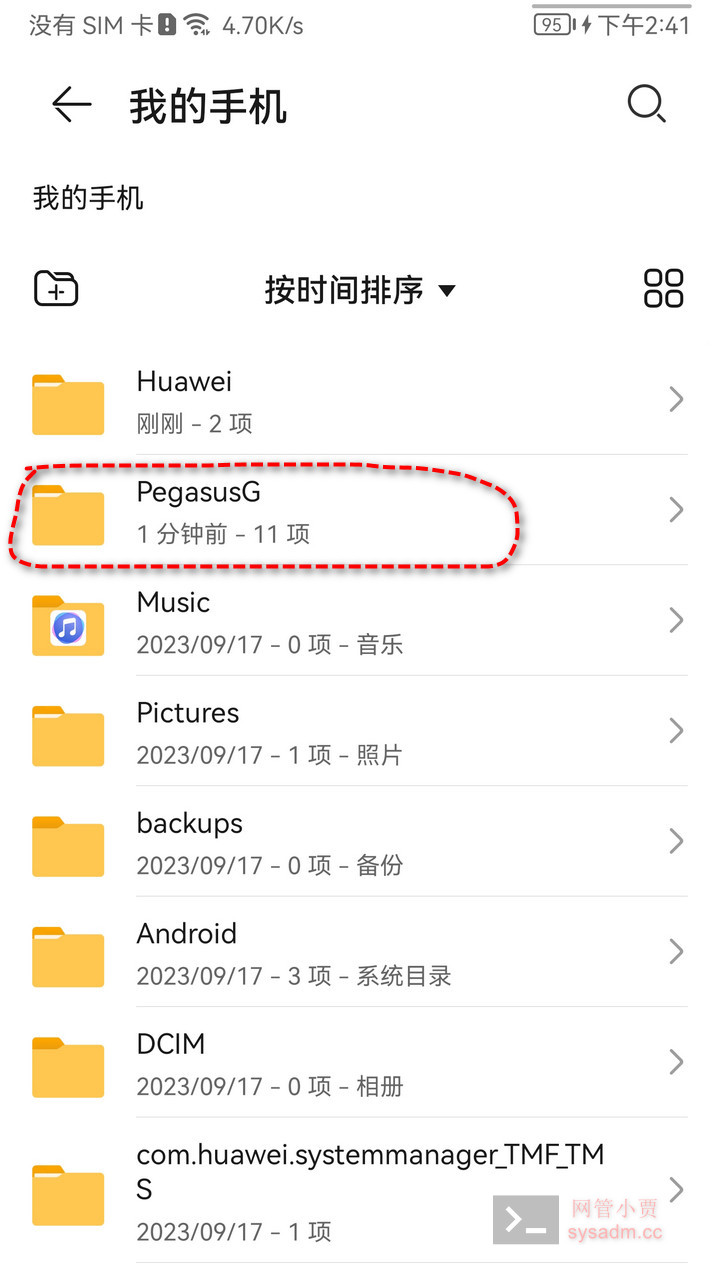 没有 SIM 卡 4.70K/s 95 下午2:41
我的手机
我的手机
按时间排序
Huawei
刚刚 – 2 项
PegasusG
1 分钟前 – 11 项
Music
2023/09/17 – 0 项 – 音乐
Pictures
2023/09/17 – 1 项 – 照片
backups
2023/09/17 – 0 项 – 备份
Android
2023/09/17 – 3 项 – 系统目录
DCIM
2023/09/17 – 0 项 – 相册
com.huawei.systemmanager_TMF_TM
S
2023/09/17 – 1 项
网管小贾
sysadm.cc